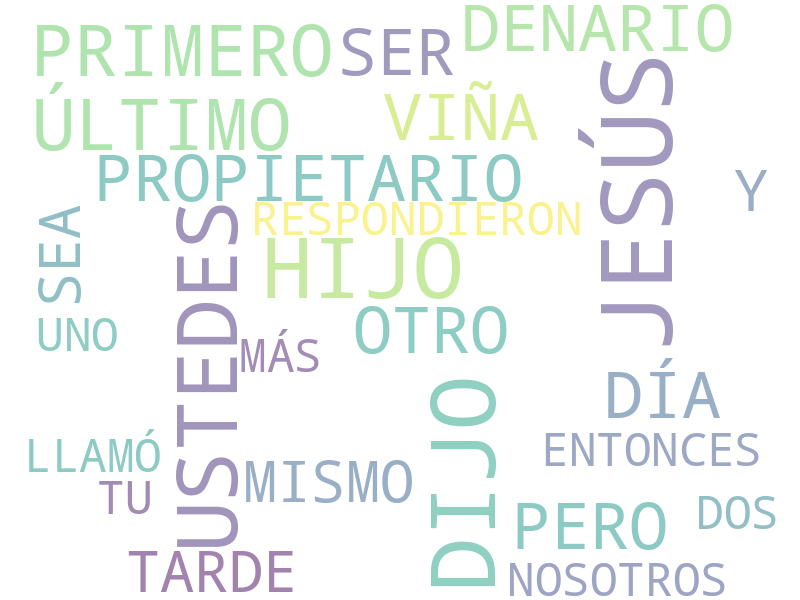 DENARIO
PRIMERO
SER
ÚLTIMO
VIÑA
JESÚS
PROPIETARIO
Y
RESPONDIERON
SEA
USTEDES
HIJO
UNO
MÁS
OTRO
DÍA
DIJO
LLAMÓ
ENTONCES
TU
MISMO
PERO
DOS
TARDE
NOSOTROS